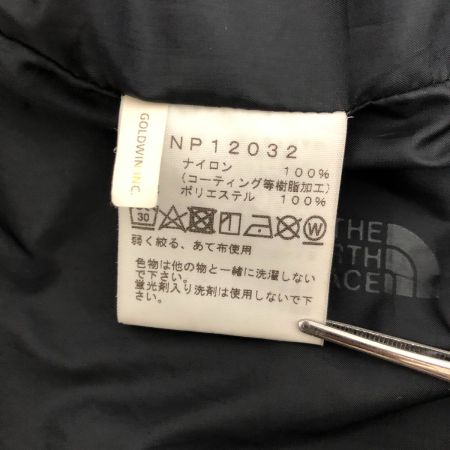 GOLDWIN INC.
NP12032
ナイロン 100%
(コーティング等樹脂加工)
ポリエステル 100%
30
W
弱く絞る、あて布使用
色物は他の物と一緒に洗濯しない
で下さい。
蛍光剤入り洗剤は使用しないで下
さい。
THE
NORTH
FACE